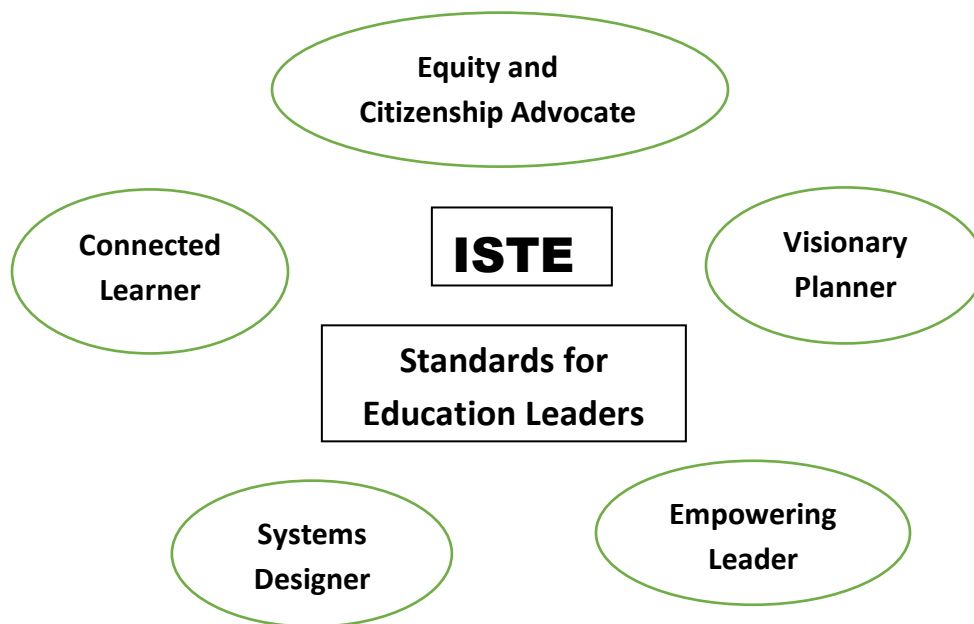 Equity and
Citizenship Advocate
Connected
Learner
ISTE
Visionary
Planner
Standards for
Education Leaders
Systems
Designer
Empowering
Leader